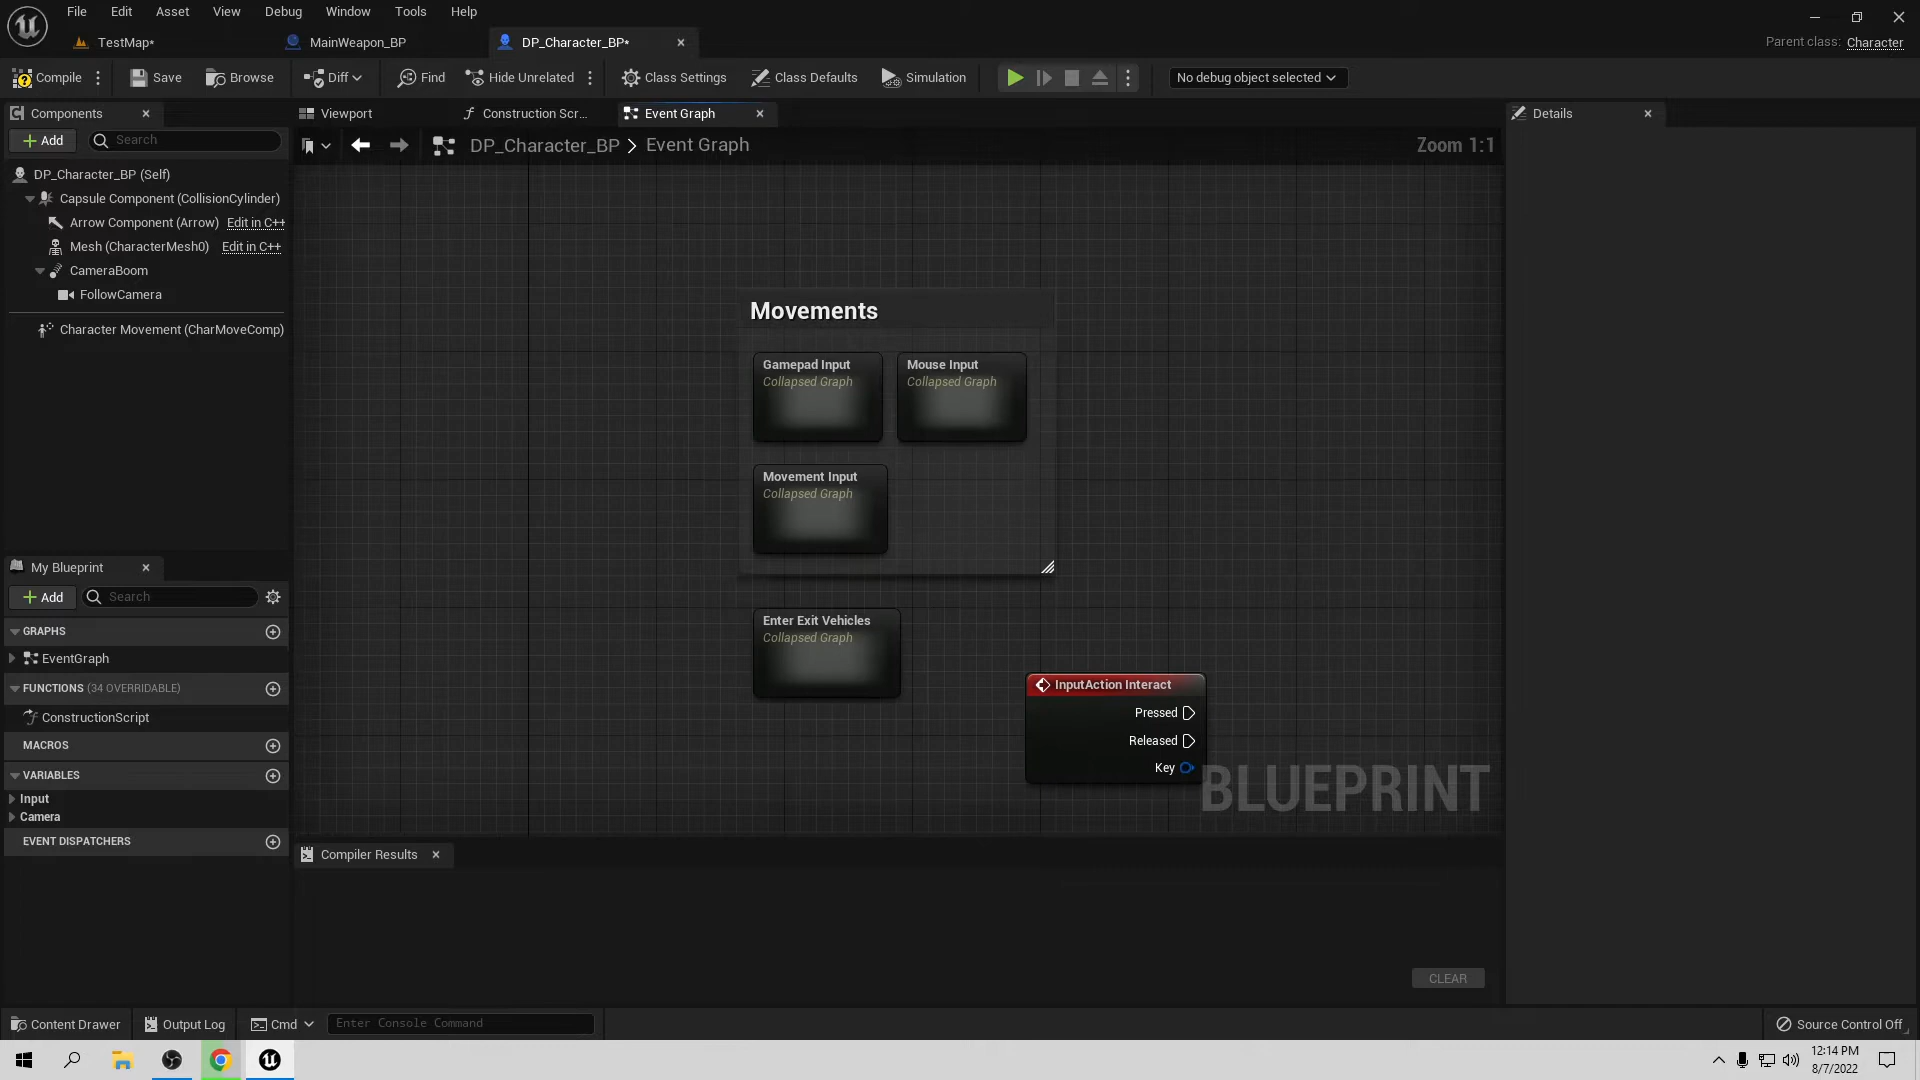 File Edit Asset View Debug Window Tools Help
TestMap* MainWeapon_BP DP_Character_BP*
Parent class: Character
Compile Save Browse Diff Find Hide Unrelated Class Settings Class Defaults Simulation No debug object selected
Components
Add Search
DP_Character_BP (Self)
Capsule Component (CollisionCylinder)
Arrow Component (Arrow) Edit in C++
Mesh (CharacterMesh0) Edit in C++
CameraBoom
FollowCamera
Character Movement (CharMoveComp)
My Blueprint
Add Search
GRAPHS
EventGraph
FUNCTIONS (34 OVERRIDABLE)
ConstructionScript
MACROS
VARIABLES
Input
Camera
EVENT DISPATCHERS
Viewport Construction Scr... Event Graph
DP_Character_BP > Event Graph Zoom 1:1
Movements
Gamepad Input
Collapsed Graph
Mouse Input
Collapsed Graph
Movement Input
Collapsed Graph
Enter Exit Vehicles
Collapsed Graph
InputAction Interact
Pressed
Released
Key
BLUEPRINT
Compiler Results
CLEAR
Details
Content Drawer Output Log Cmd Enter Console Command Source Control Off
12:14 PM
8/7/2022